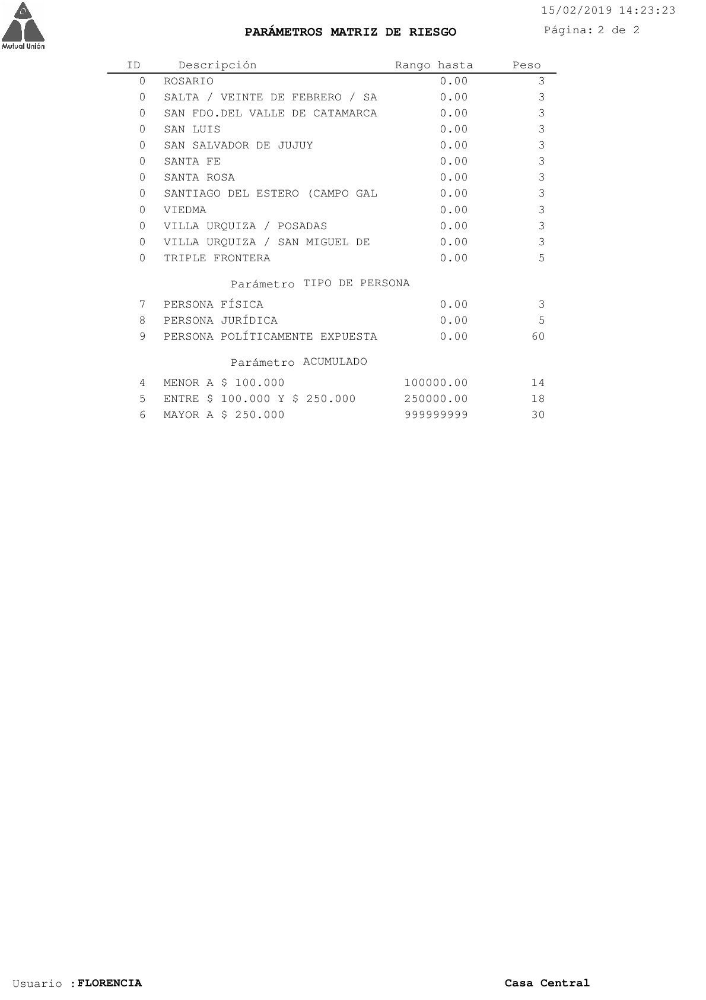 Mutual Unión
15/02/2019 14:23:23
PARÁMETROS MATRIZ DE RIESGO
Página: 2 de 2
ID Descripción Rango hasta Peso
0 ROSARIO 0.00 3
0 SALTA / VEINTE DE FEBRERO / SA 0.00 3
0 SAN FDO.DEL VALLE DE CATAMARCA 0.00 3
0 SAN LUIS 0.00 3
0 SAN SALVADOR DE JUJUY 0.00 3
0 SANTA FE 0.00 3
0 SANTA ROSA 0.00 3
0 SANTIAGO DEL ESTERO (CAMPO GAL 0.00 3
0 VIEDMA 0.00 3
0 VILLA URQUIZA / POSADAS 0.00 3
0 VILLA URQUIZA / SAN MIGUEL DE 0.00 3
0 TRIPLE FRONTERA 0.00 5
Parámetro TIPO DE PERSONA
7 PERSONA FÍSICA 0.00 3
8 PERSONA JURÍDICA 0.00 5
9 PERSONA POLÍTICAMENTE EXPUESTA 0.00 60
Parámetro ACUMULADO
4 MENOR A $ 100.000 100000.00 14
5 ENTRE $ 100.000 Y $ 250.000 250000.00 18
6 MAYOR A $ 250.000 999999999 30
Usuario : FLORENCIA Casa Central